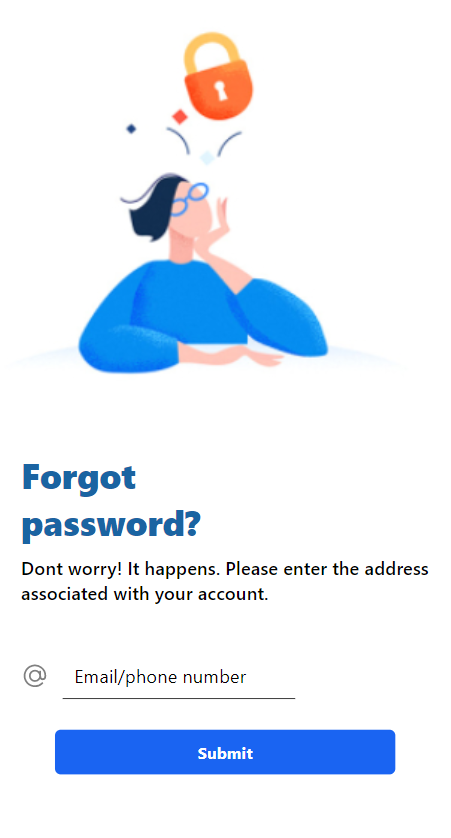 Forgot
password?
Dont worry! It happens. Please enter the address
associated with your account.
@ Email/phone number
Submit